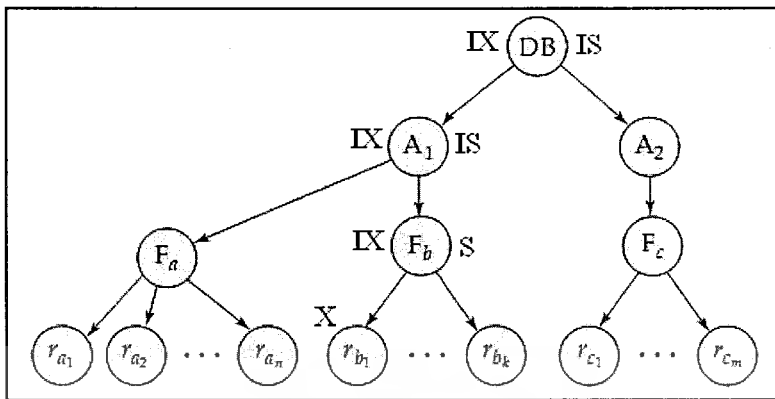 IX DB IS
IX A1 IS A2
Fa IX Fb S Fc
X
ra1 ra2 ... ran rb1 ... rbk rc1 ... rcm